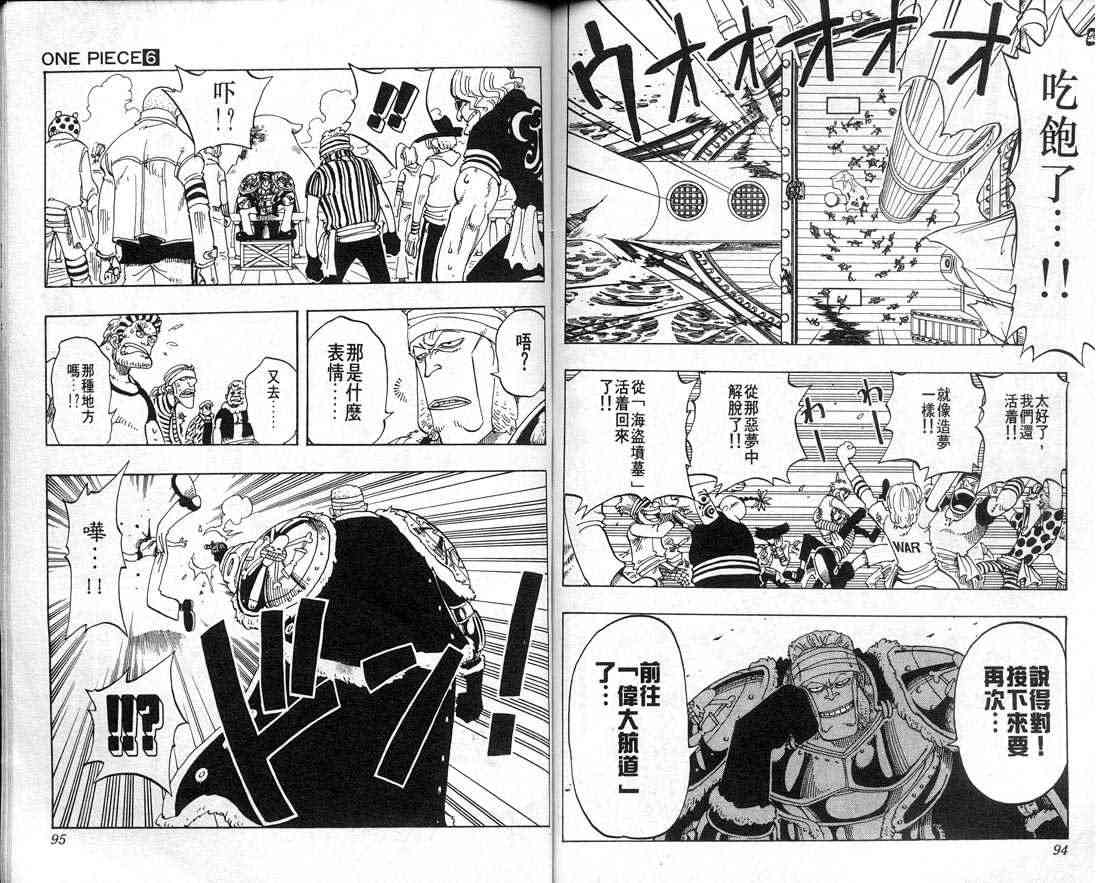 吃飽了…!!
ウオオオオオ
太好了，
我們還
活着!!
就像造夢
一樣!!
從那惡夢中
解脫了!!
從「海盜墳墓」
活着回來
了!!
わ
わ
WAR
說得對！
接下來要
再次…
前往
「偉大航道」
了…
94
ONE PIECE 6
!!
吓!?
唔?
那是什麼
表情……
又去……
那種地方
嗎…!?
ドン
嘩…!!
!!?
95